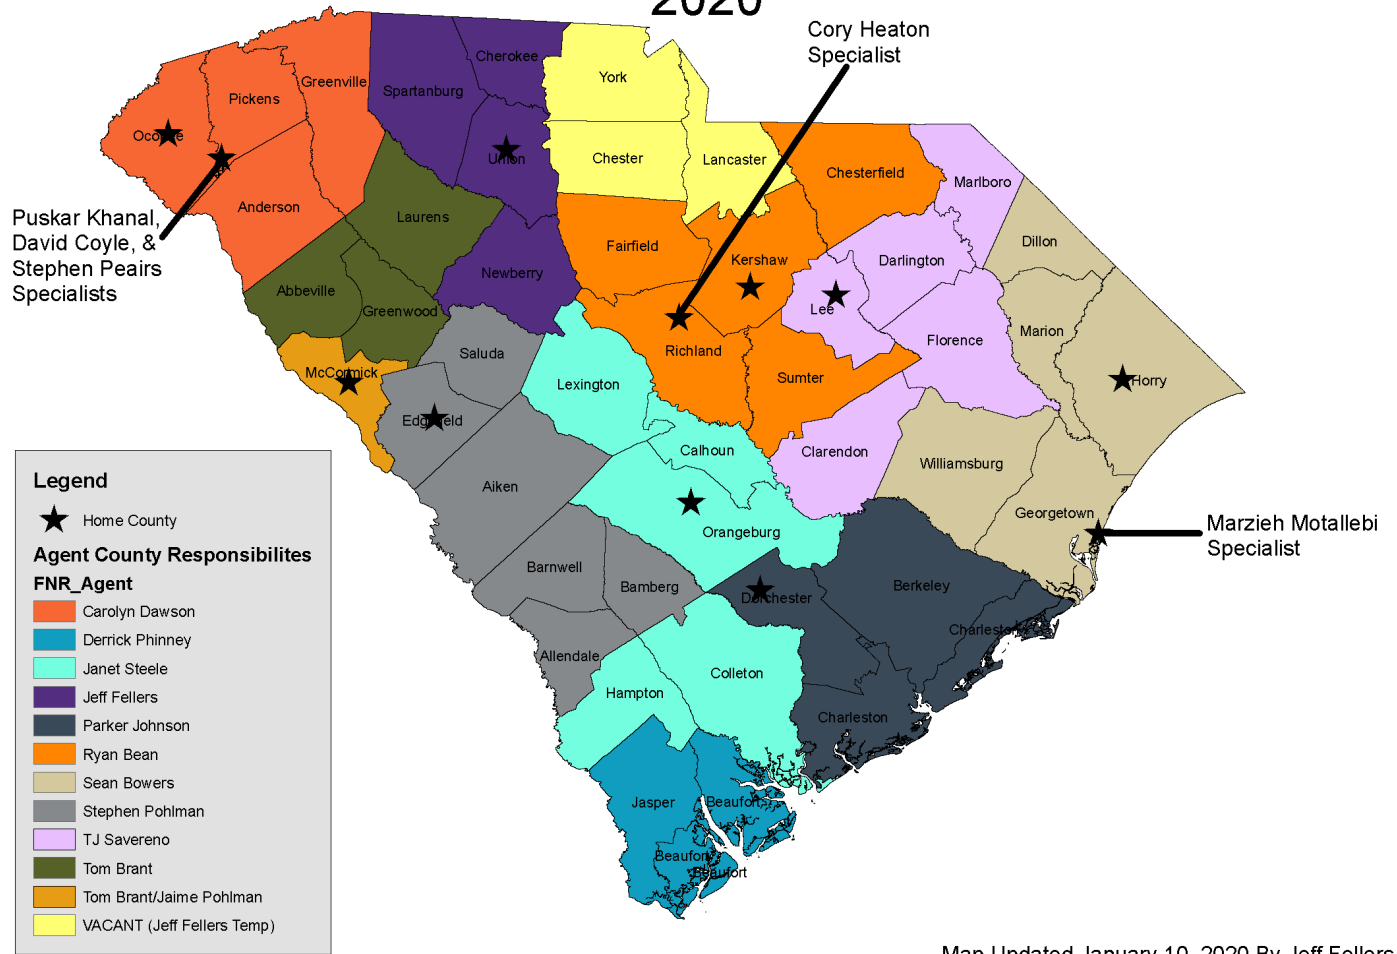 2020
Cory Heaton
Specialist
Puskar Khanal,
David Coyle, &
Stephen Peairs
Specialists
Marzieh Motallebi
Specialist
Oconee
Pickens
Greenville
Anderson
Spartanburg
Cherokee
Union
Newberry
York
Chester
Lancaster
Chesterfield
Fairfield
Kershaw
Richland
Sumter
Marlboro
Darlington
Lee
Florence
Clarendon
Dillon
Marion
Horry
Williamsburg
Georgetown
Laurens
Abbeville
Greenwood
McCormick
Saluda
Edgefield
Aiken
Barnwell
Bamberg
Allendale
Lexington
Calhoun
Orangeburg
Colleton
Hampton
Dorchester
Berkeley
Charleston
Charleston
Jasper
Beaufort
Beaufort
Beaufort
Legend
Home County
Agent County Responsibilites
FNR_Agent
Carolyn Dawson
Derrick Phinney
Janet Steele
Jeff Fellers
Parker Johnson
Ryan Bean
Sean Bowers
Stephen Pohlman
TJ Savereno
Tom Brant
Tom Brant/Jaime Pohlman
VACANT (Jeff Fellers Temp)
Map Updated January 10, 2020 By Jeff Fellers